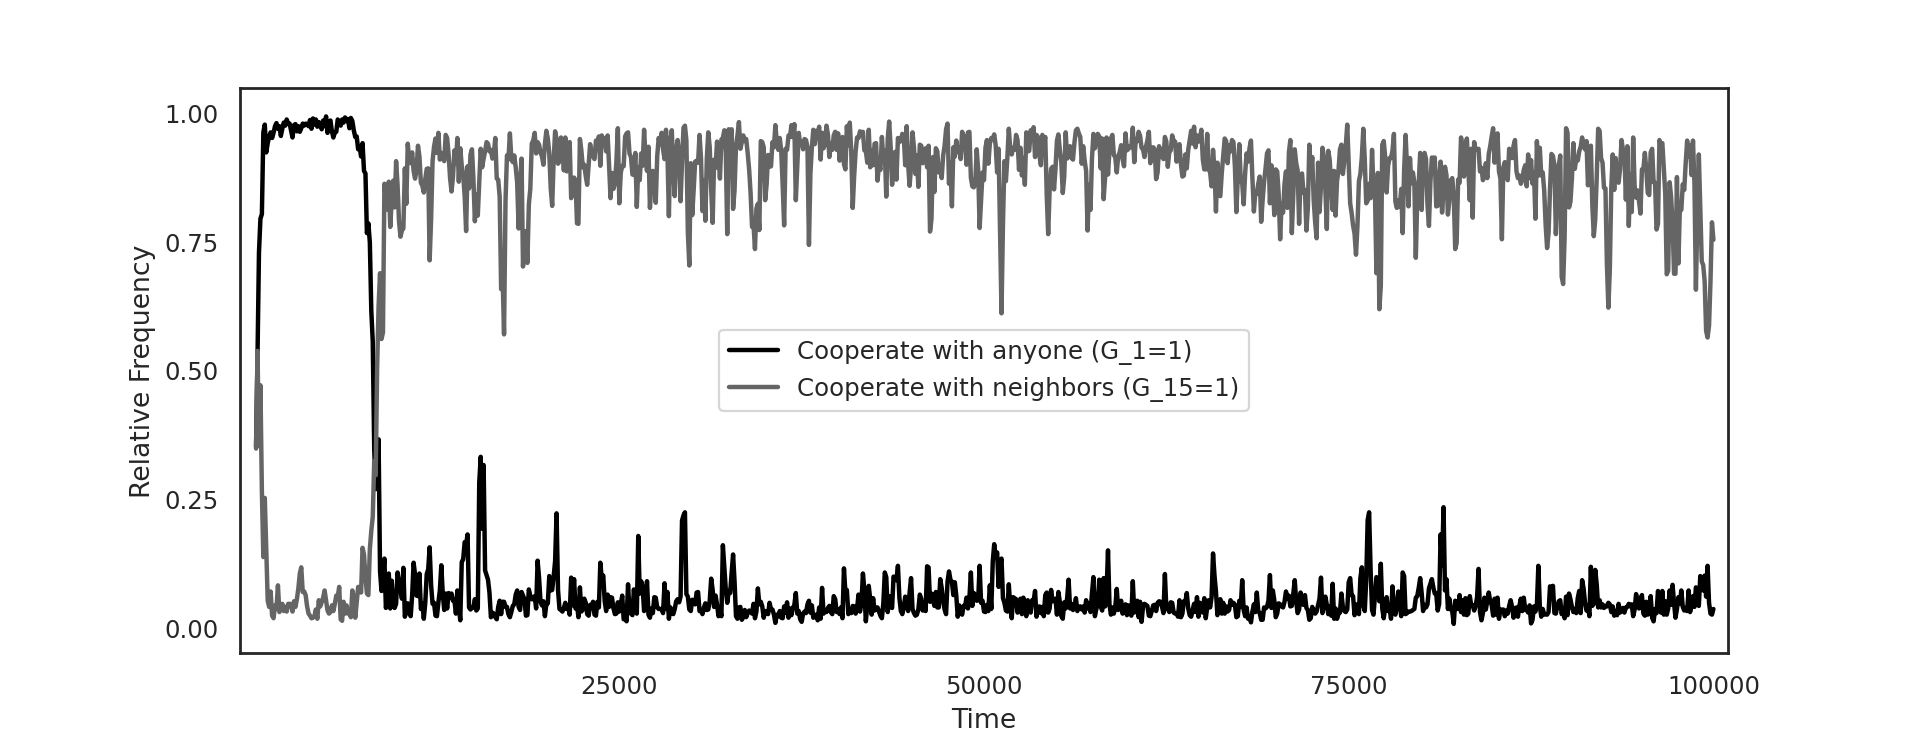 Relative Frequency
1.00
0.75
0.50
0.25
0.00
Cooperate with anyone (G_1=1)
Cooperate with neighbors (G_15=1)
25000
50000
75000
100000
Time